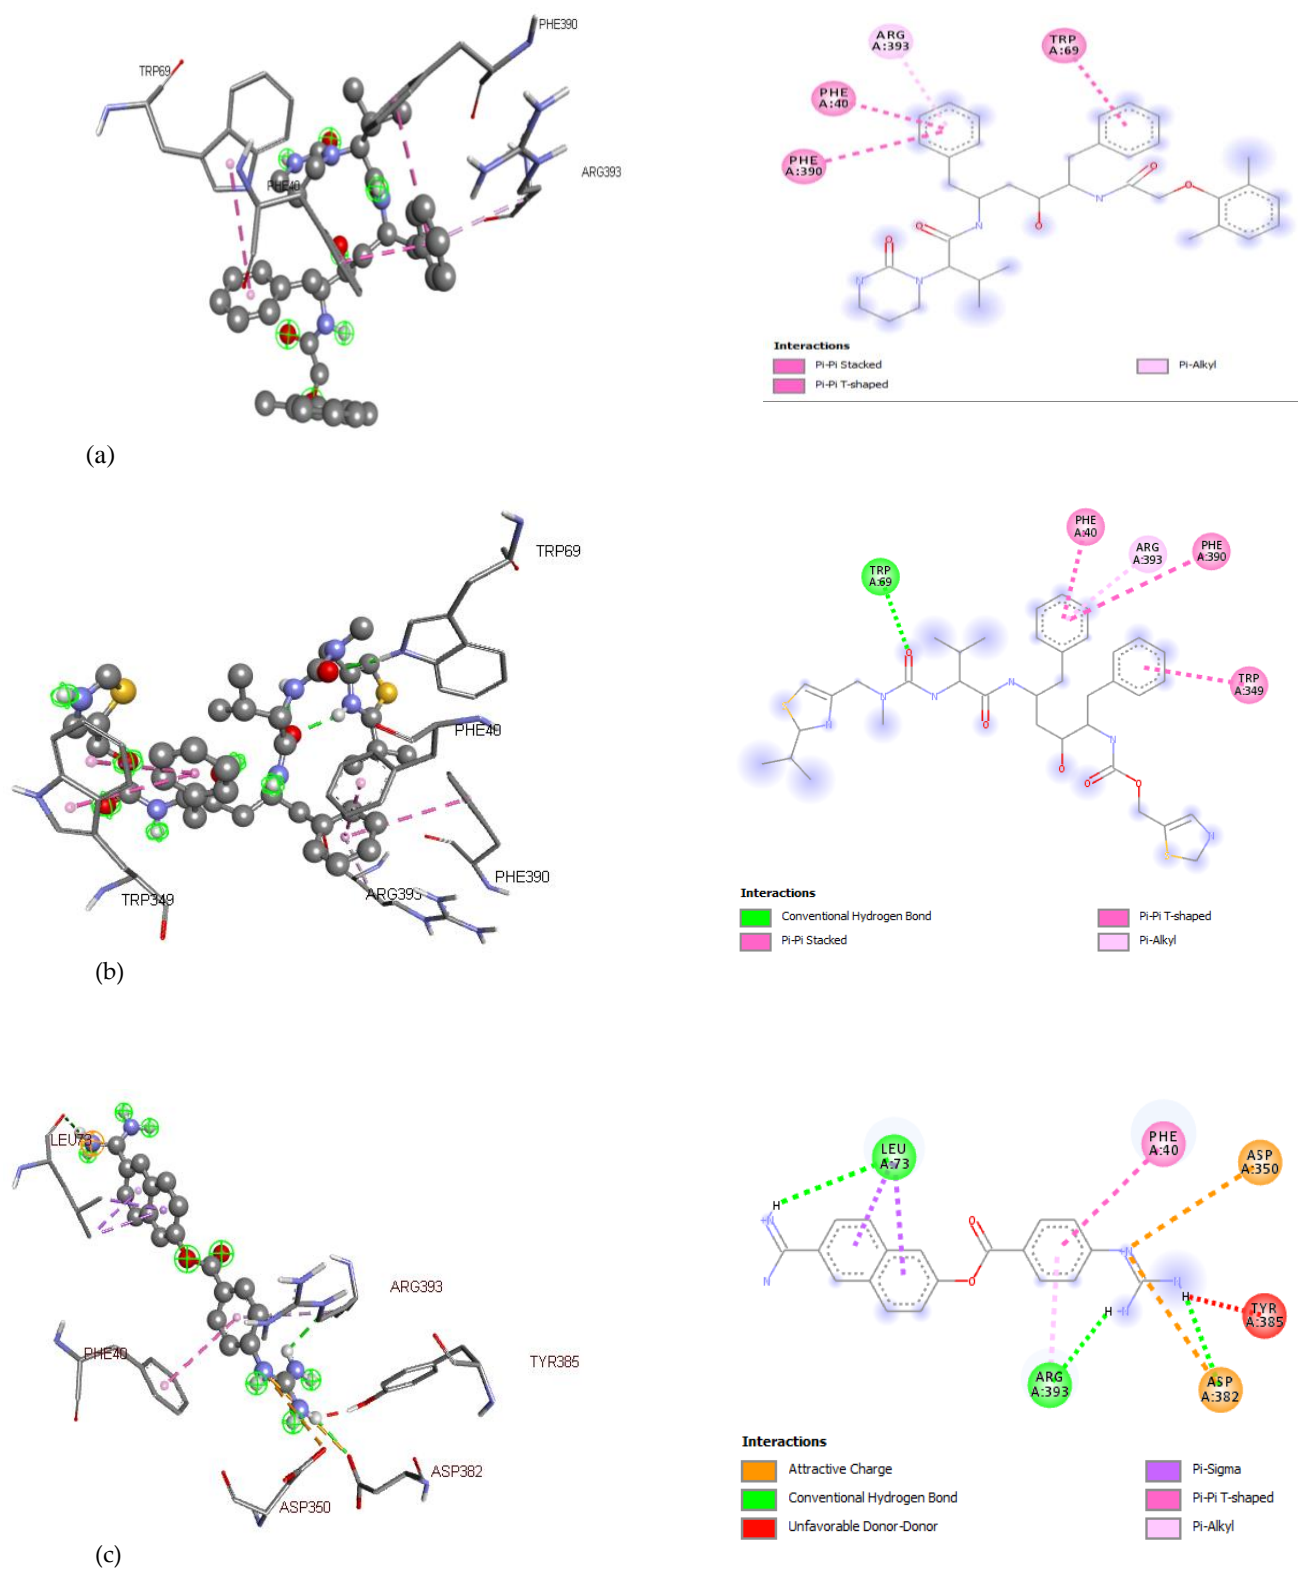 PHE390
TRP69
PHE40
ARG393
ARG
A:393
TRP
A:69
PHE
A:40
PHE
A:390
O
N
O
O
O
N
O
N
N
Interactions
Pi-Pi Stacked
Pi-Alkyl
Pi-Pi T-shaped
(a)
TRP69
PHE40
PHE390
ARG393
TRP349
PHE
A:40
ARG
A:393
PHE
A:390
TRP
A:69
TRP
A:349
O
N
N
N
O
S
N
O
N
O
O
N
S
Interactions
Conventional Hydrogen Bond
Pi-Pi T-shaped
Pi-Pi Stacked
Pi-Alkyl
(b)
LEU73
ARG393
PHE40
TYR385
ASP382
ASP350
LEU
A:73
PHE
A:40
ASP
A:350
TYR
A:385
ARG
A:393
ASP
A:382
H
+N
N
O
O
+N
N
H
H
N
Interactions
Attractive Charge
Pi-Sigma
Conventional Hydrogen Bond
Pi-Pi T-shaped
Unfavorable Donor-Donor
Pi-Alkyl
(c)